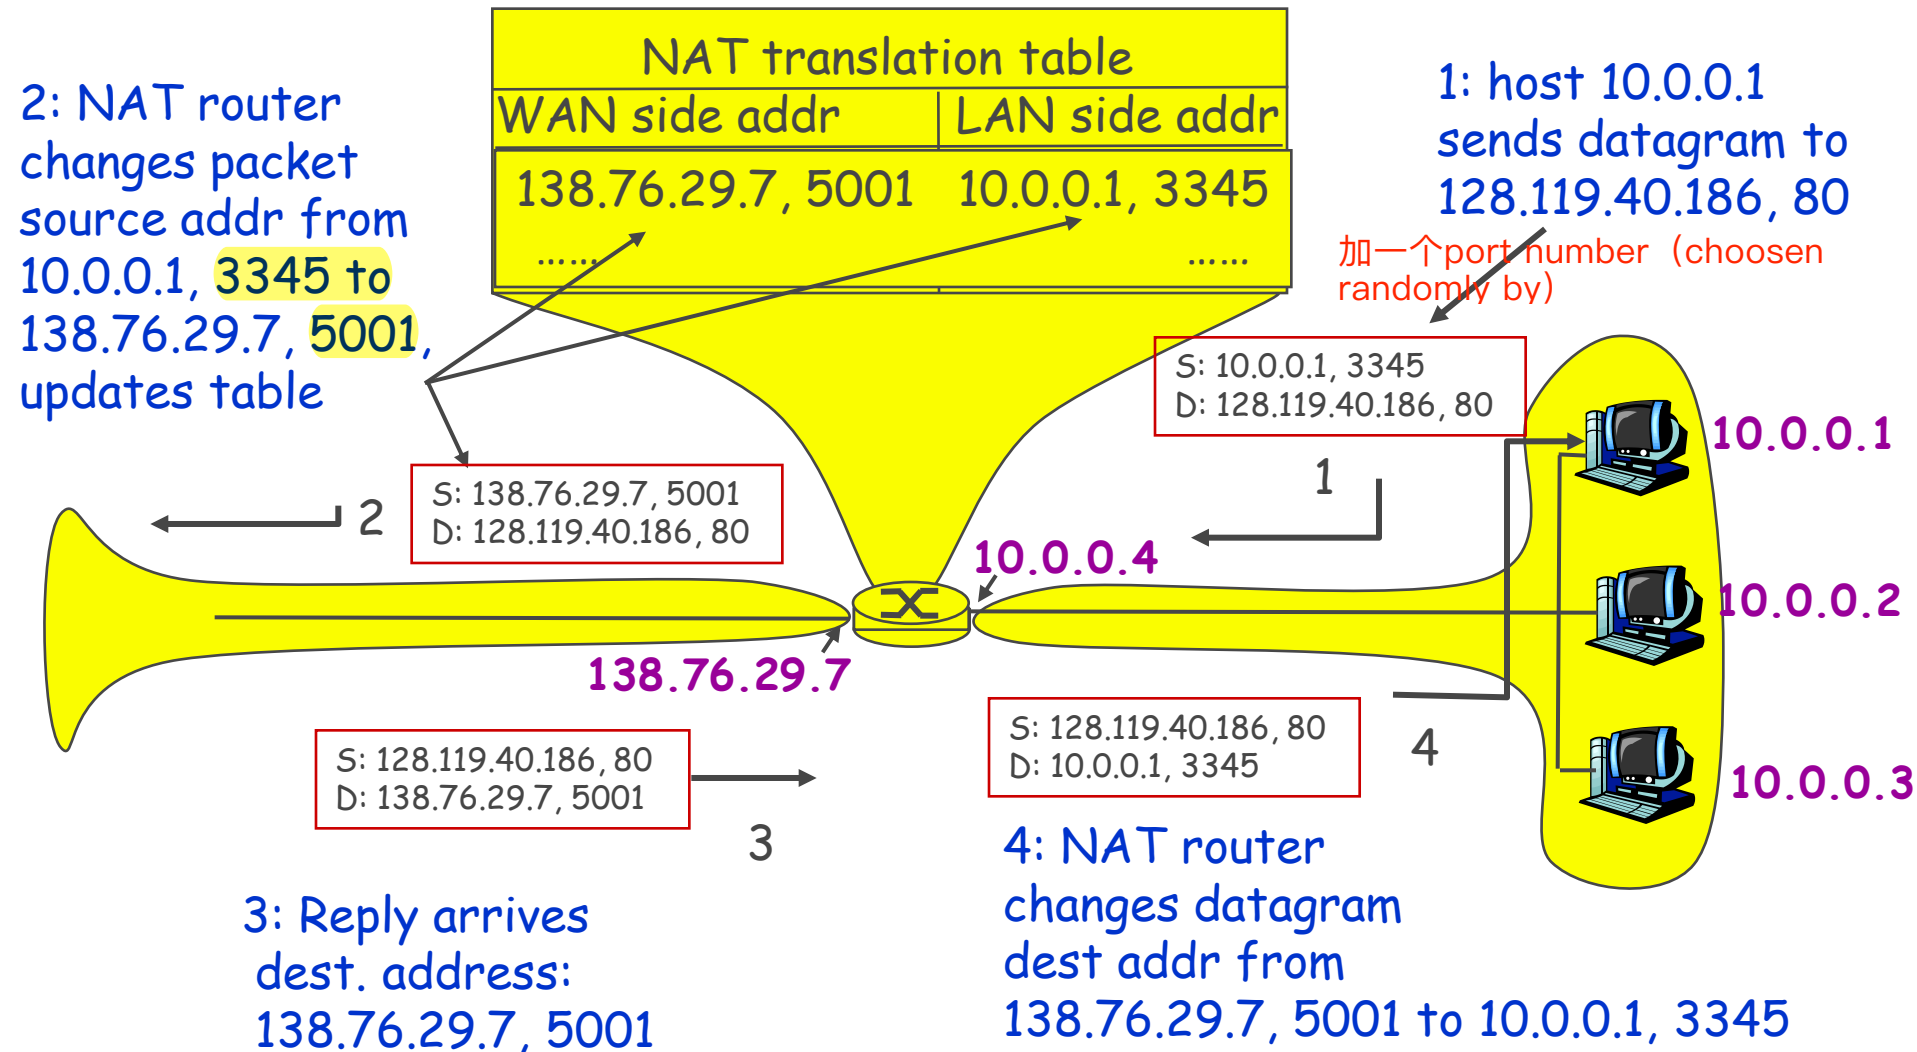 NAT translation table
WAN side addr LAN side addr
138.76.29.7, 5001 10.0.0.1, 3345
...... ......
2: NAT router
changes packet
source addr from
10.0.0.1, 3345 to
138.76.29.7, 5001,
updates table
1: host 10.0.0.1
sends datagram to
128.119.40.186, 80
加一个port number（choosen
randomly by）
S: 10.0.0.1, 3345
D: 128.119.40.186, 80
1
10.0.0.1
S: 138.76.29.7, 5001
D: 128.119.40.186, 80
2
10.0.0.4
10.0.0.2
138.76.29.7
S: 128.119.40.186, 80
D: 138.76.29.7, 5001
3
S: 128.119.40.186, 80
D: 10.0.0.1, 3345
4
10.0.0.3
3: Reply arrives
dest. address:
138.76.29.7, 5001
4: NAT router
changes datagram
dest addr from
138.76.29.7, 5001 to 10.0.0.1, 3345